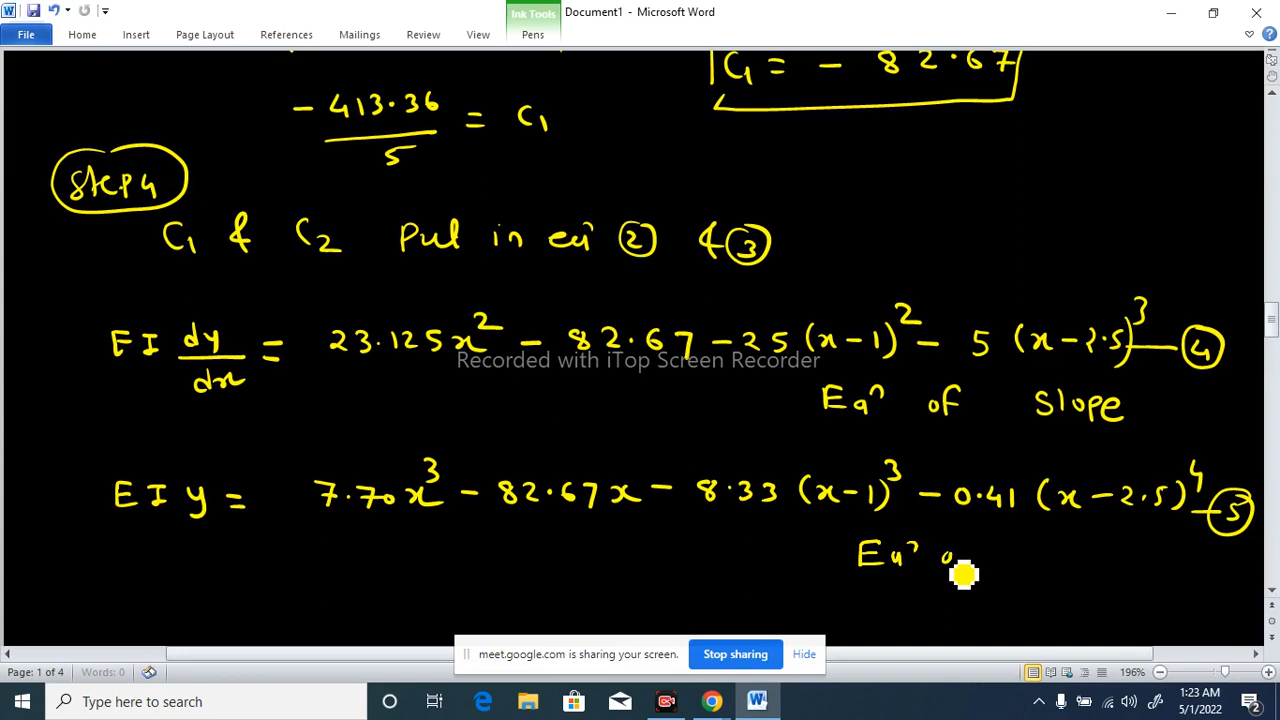 Document1 - Microsoft Word
Ink Tools
File Home Insert Page Layout References Mailings Review View Pens
C₁ = - 82.67
- 413.36 / 5 = C₁
Step 4
C₁ & C₂ Put in eqⁿ ② & ③
EI dy/dx = 23.125x² - 82.67 - 25 (x-1)² - 5 (x-2.5)³ — ④
Recorded with iTop Screen Recorder
Eqⁿ of Slope
EI y = 7.70x³ - 82.67x - 8.33 (x-1)³ - 0.41 (x-2.5)⁴ — ⑤
Eqⁿ o
meet.google.com is sharing your screen. Stop sharing Hide
Page: 1 of 4 Words: 0 196%
Type here to search
1:23 AM
5/1/2022
2